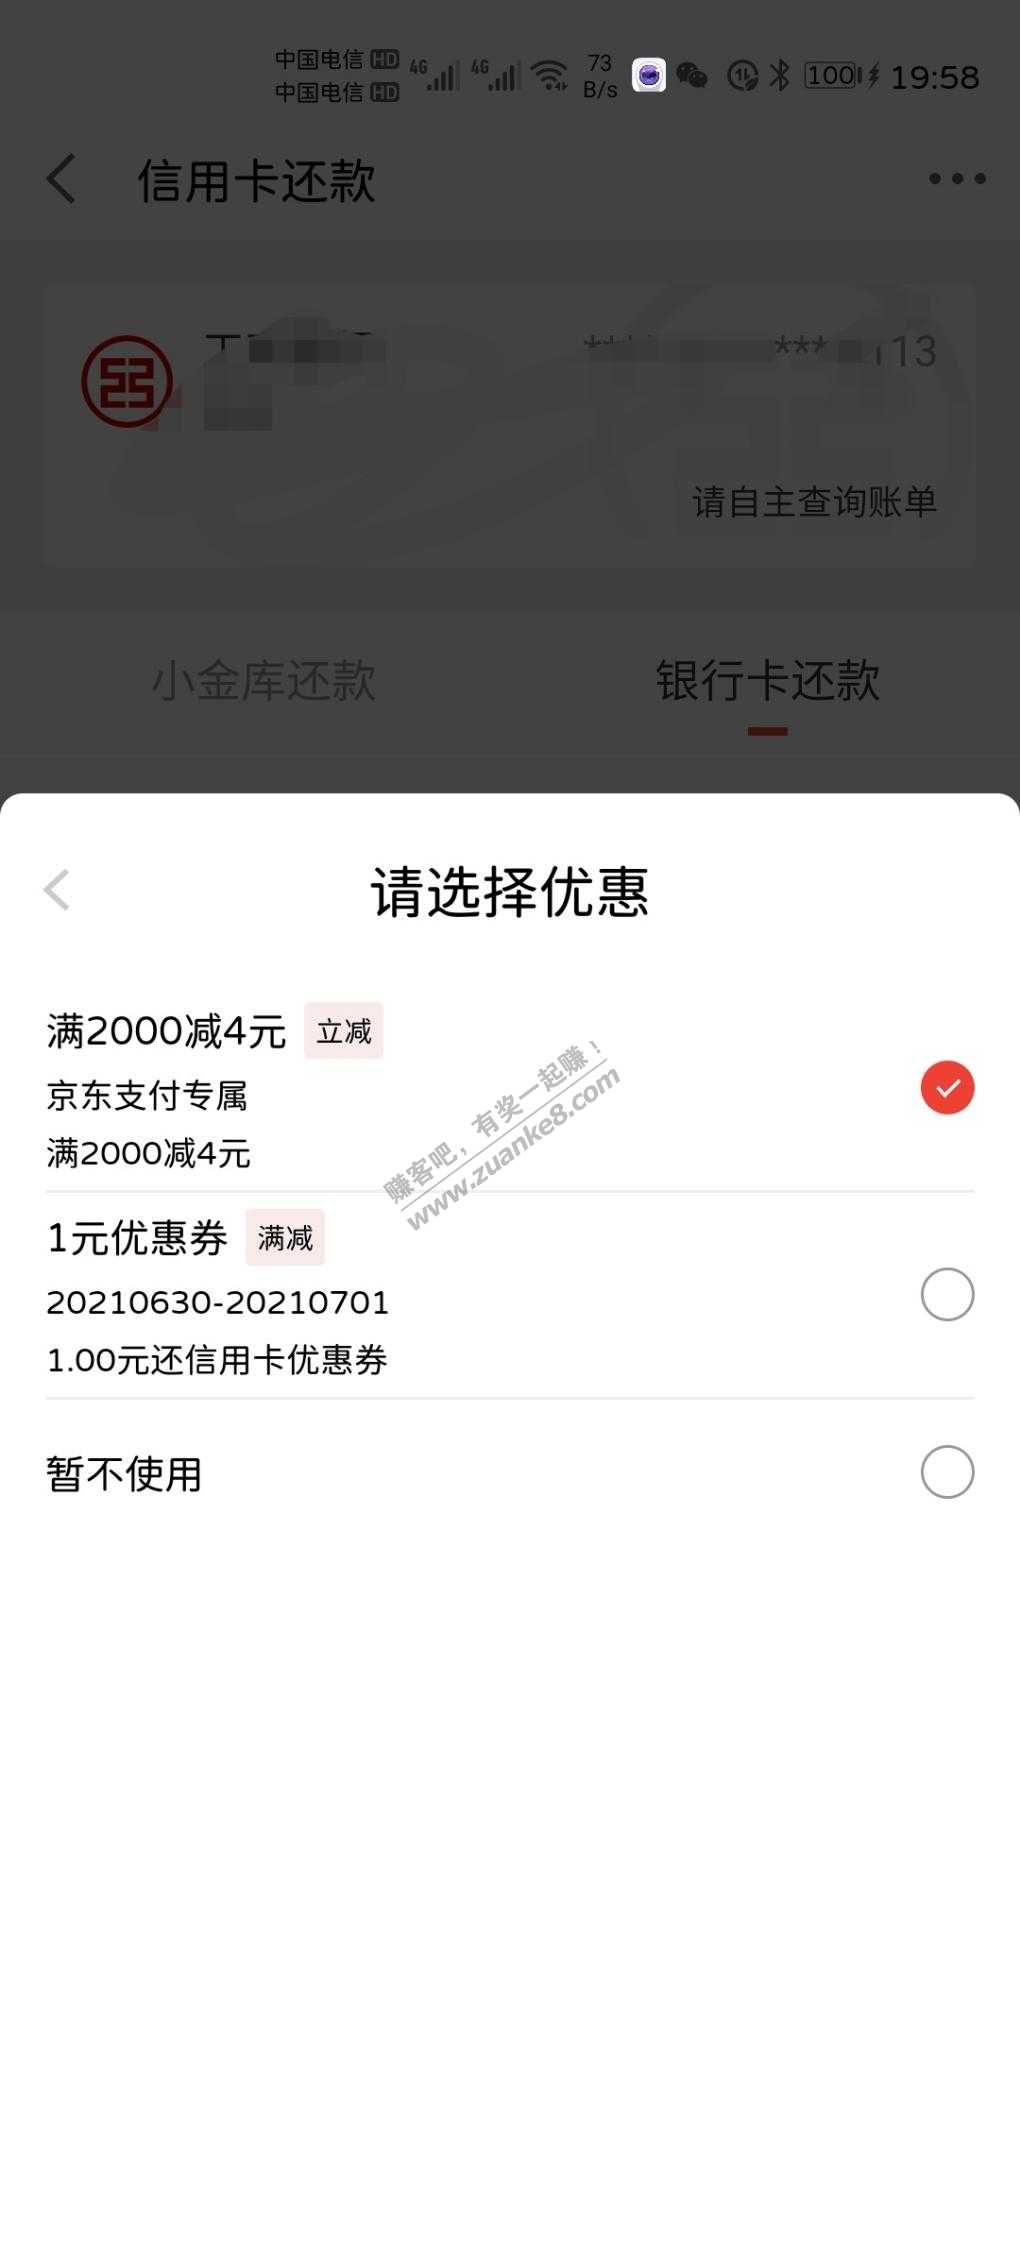 中国电信 HD 4G 4G 73 B/s 100 19:58
中国电信 HD
信用卡还款
*** 113
请自主查询账单
小金库还款 银行卡还款
请选择优惠
满2000减4元 立减
京东支付专属
满2000减4元
1元优惠券 满减
20210630-20210701
1.00元还信用卡优惠券
暂不使用
赚客吧，有奖一起赚！
www.zuanke8.com